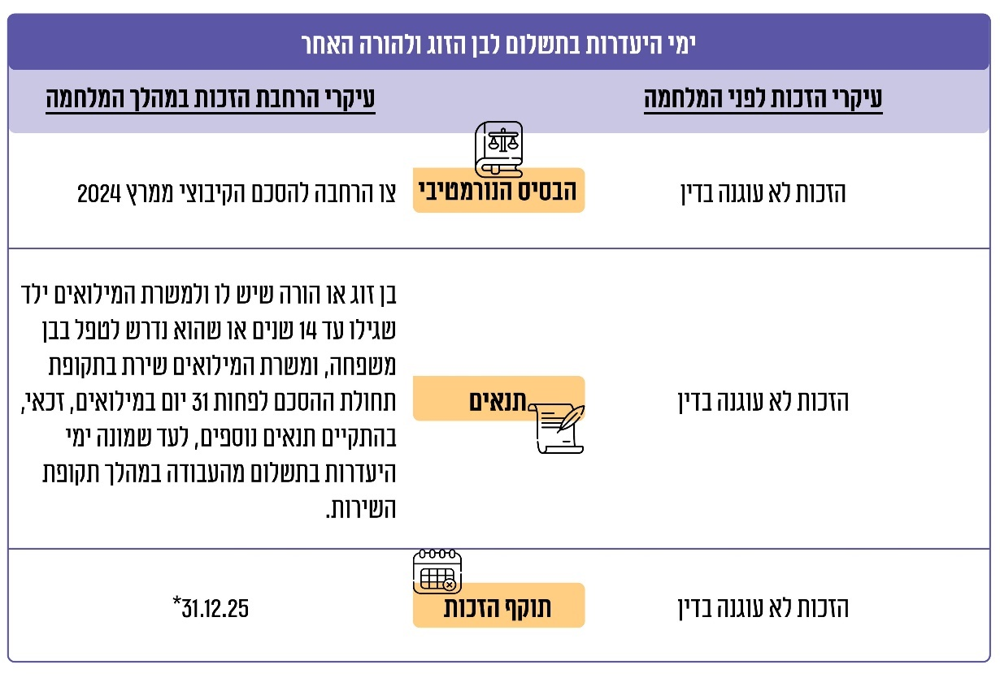 ימי היעדרות בתשלום לבן הזוג ולהורה האחר
עיקרי הזכות לפני המלחמה
עיקרי הרחבת הזכות במהלך המלחמה
הזכות לא עוגנה בדין
הבסיס הנורמטיבי
צו הרחבה להסכם הקיבוצי ממרץ 2024
הזכות לא עוגנה בדין
תנאים
בן זוג או הורה שיש לו ולמשרת המילואים ילד
שגילו עד 14 שנים או שהוא נדרש לטפל בבן
משפחה, ומשרת המילואים שירת בתקופת
תחולת ההסכם לפחות 31 יום במילואים, זכאי,
בהתקיים תנאים נוספים, לעד שמונה ימי
היעדרות בתשלום מהעבודה במהלך תקופת
השירות.
הזכות לא עוגנה בדין
תוקף הזכות
31.12.25*